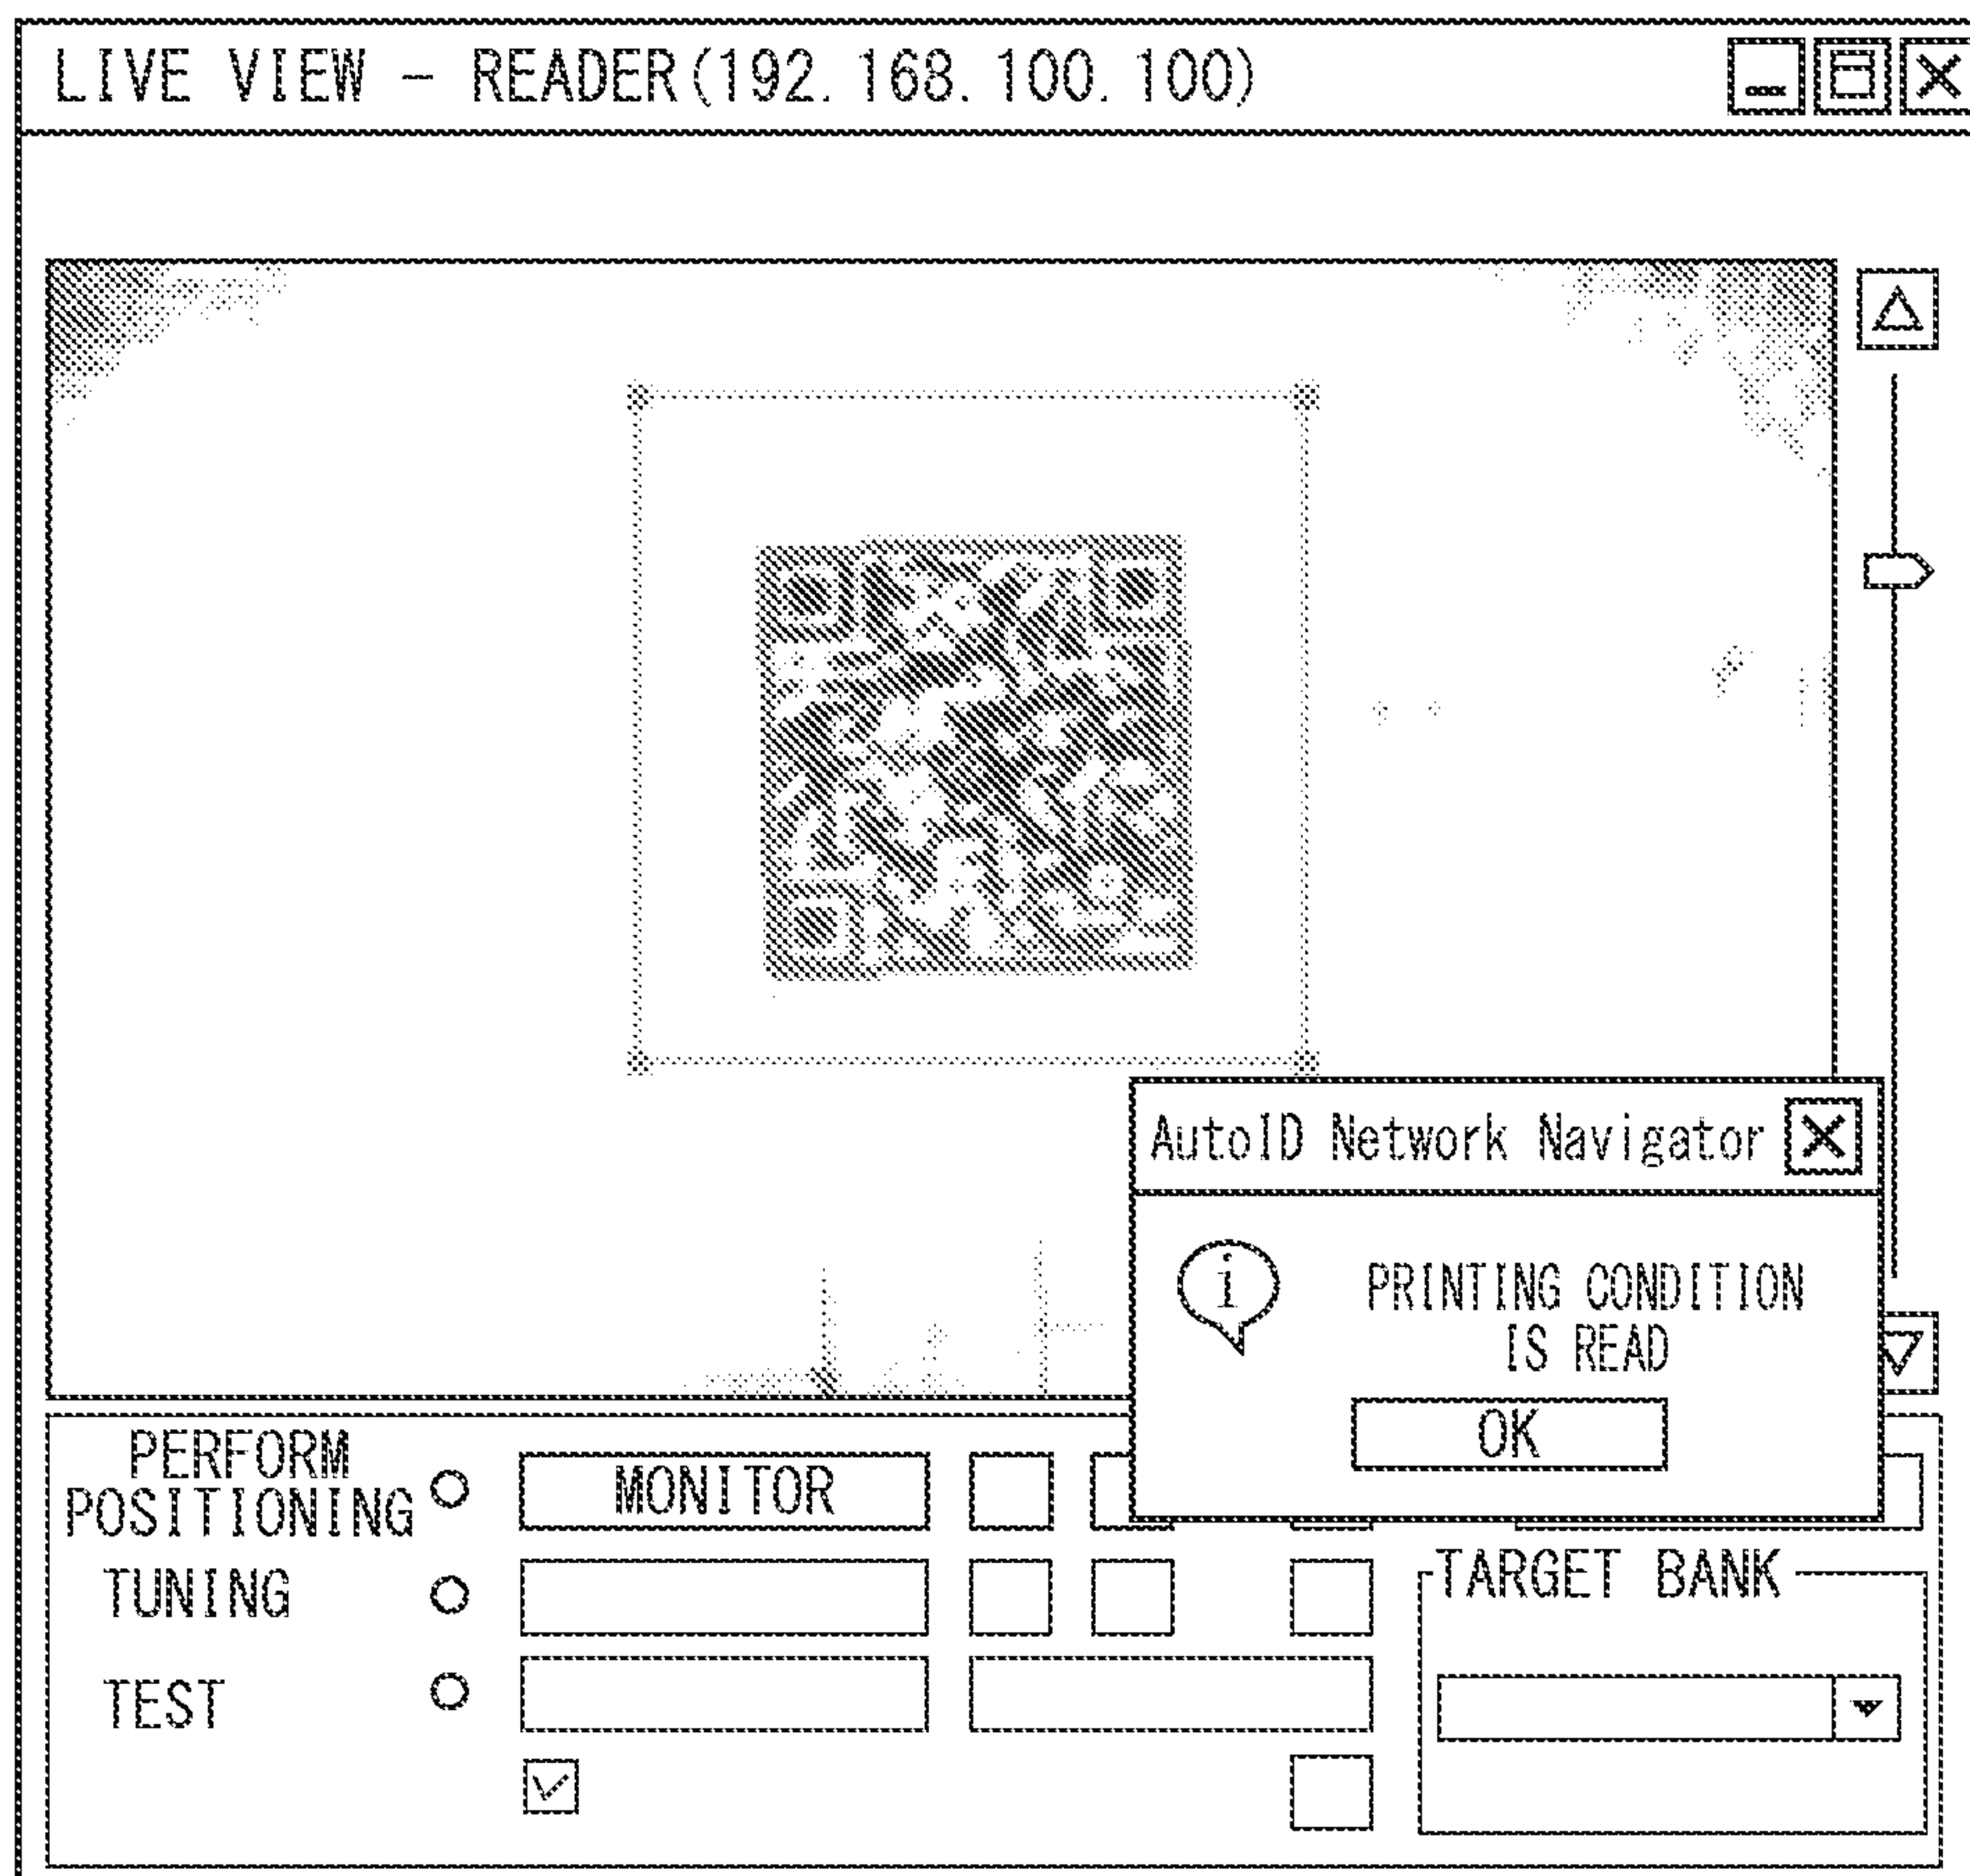 LIVE VIEW – READER(192.168.100.100)
AutoID Network Navigator
i
PRINTING CONDITION
IS READ
OK
PERFORM
POSITIONING
MONITOR
TUNING
TARGET BANK
TEST